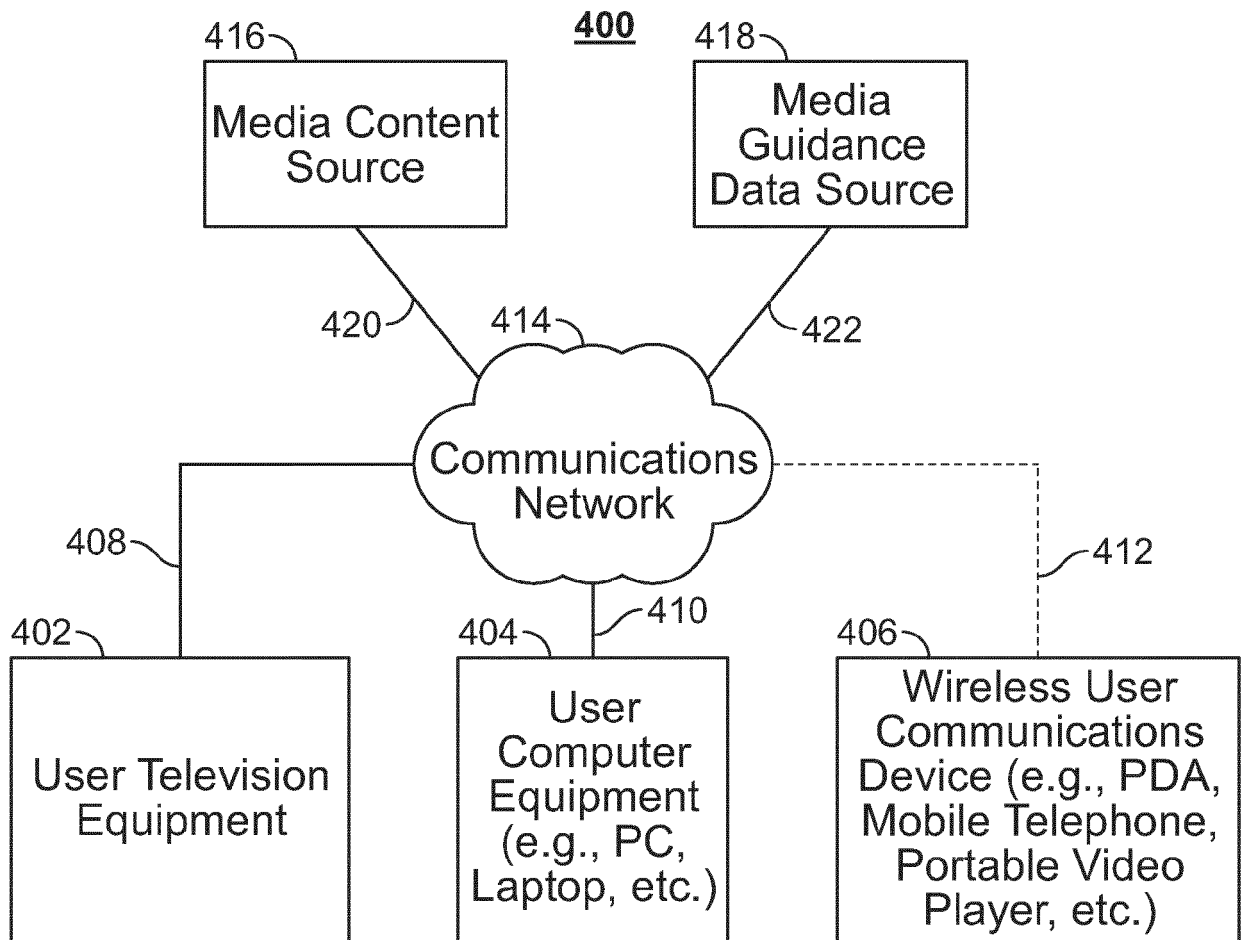 400
416
418
Media Content
Source
Media
Guidance
Data Source
420
414
422
Communications
Network
408
412
410
402
404
406
User Television
Equipment
User
Computer
Equipment
(e.g., PC,
Laptop, etc.)
Wireless User
Communications
Device (e.g., PDA,
Mobile Telephone,
Portable Video
Player, etc.)